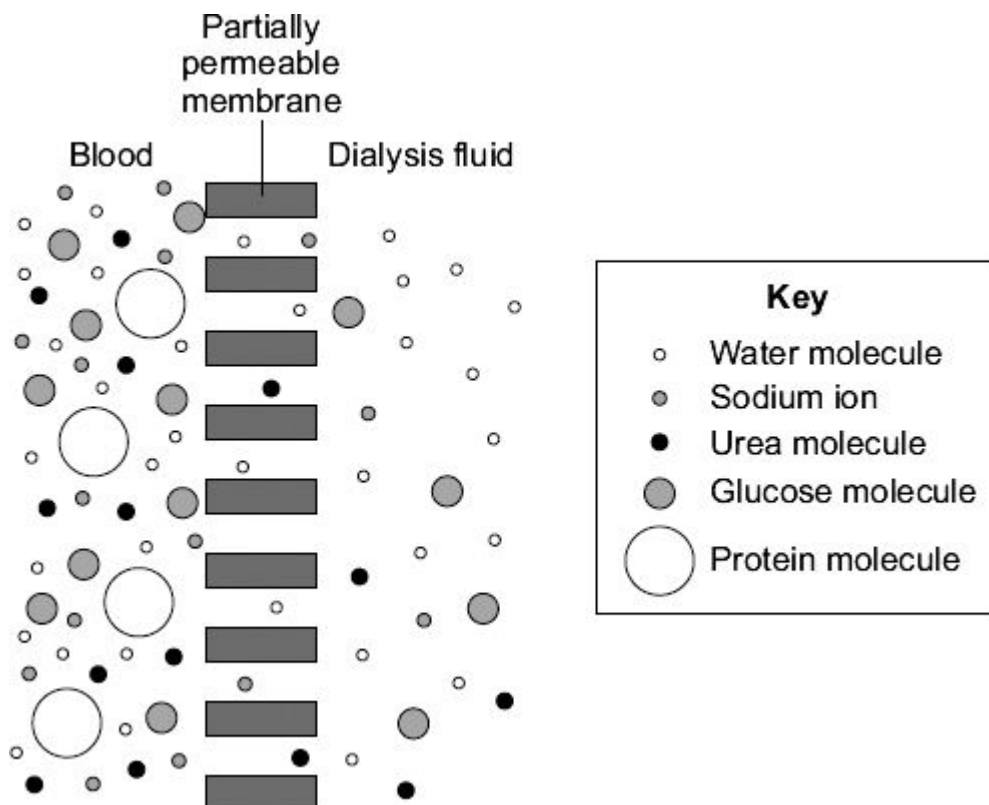 Partially
permeable
membrane
Blood
Dialysis fluid
Key
Water molecule
Sodium ion
Urea molecule
Glucose molecule
Protein molecule